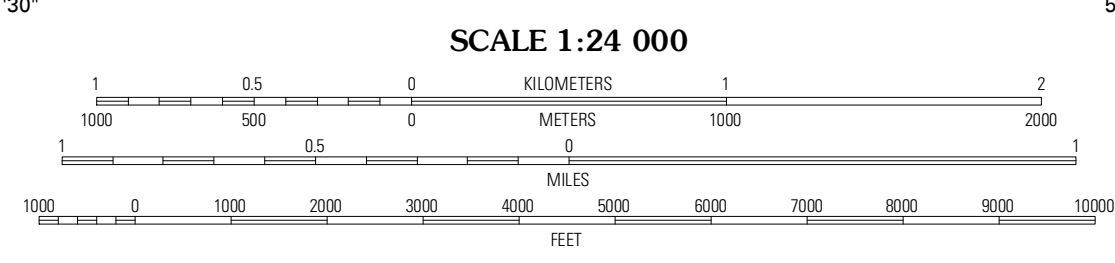 '30" 5
SCALE 1:24 000
1 0.5 0 KILOMETERS 1 2
1000 500 0 METERS 1000 2000
1 0.5 0 1
MILES
1000 0 1000 2000 3000 4000 5000 6000 7000 8000 9000 10000
FEET